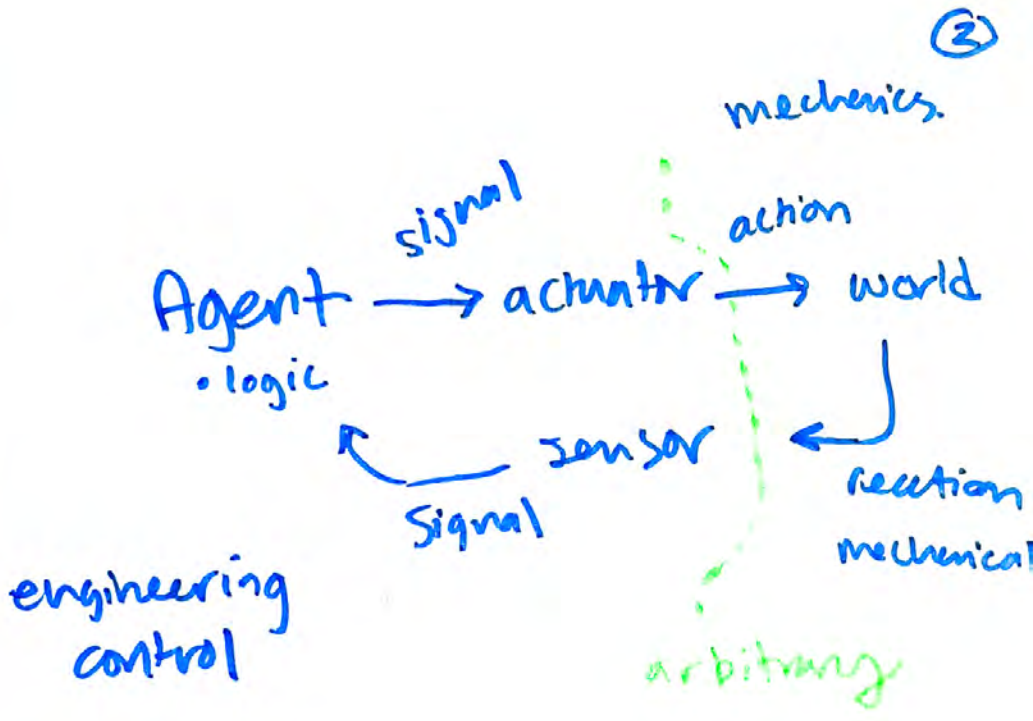 2
mechanics.
signal
action
Agent → actuator → world
• logic
sensor
Signal
reaction
mechanical
engineering
control
arbitrary